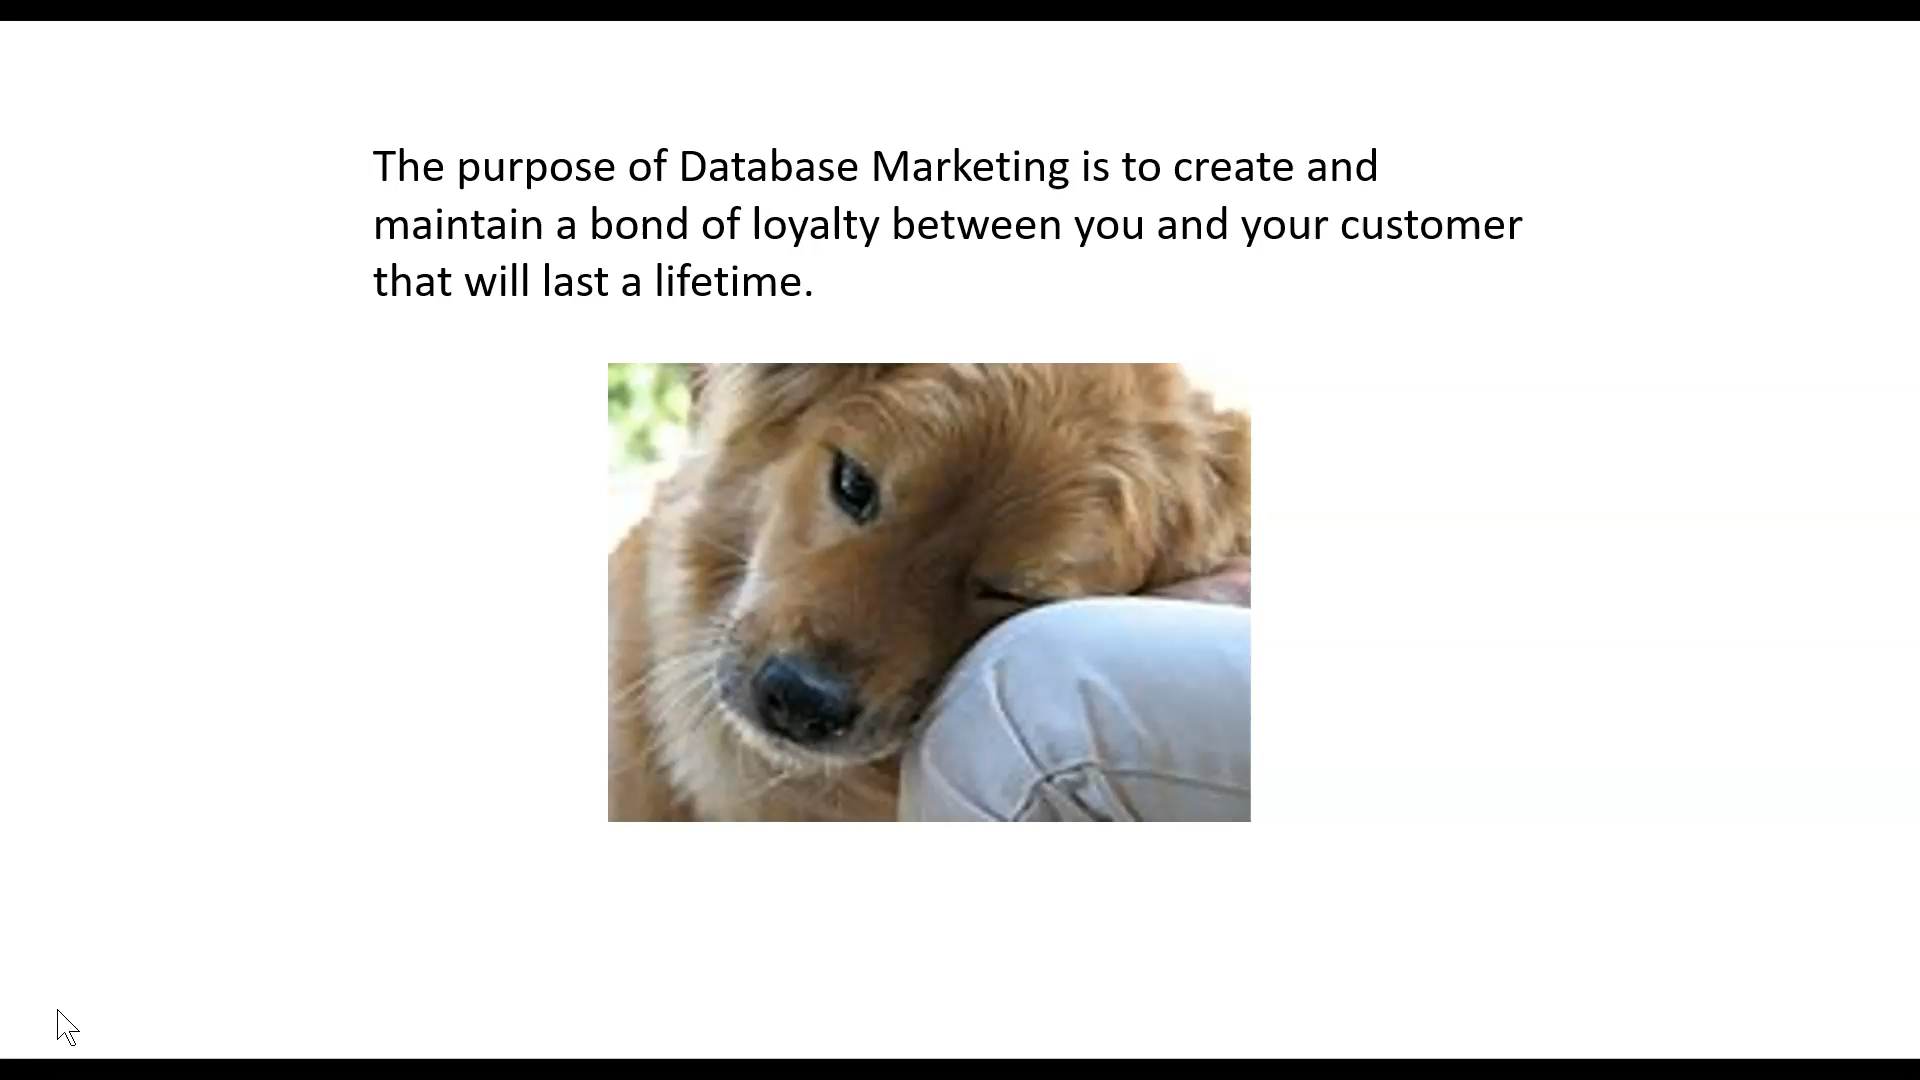 The purpose of Database Marketing is to create and
maintain a bond of loyalty between you and your customer
that will last a lifetime.